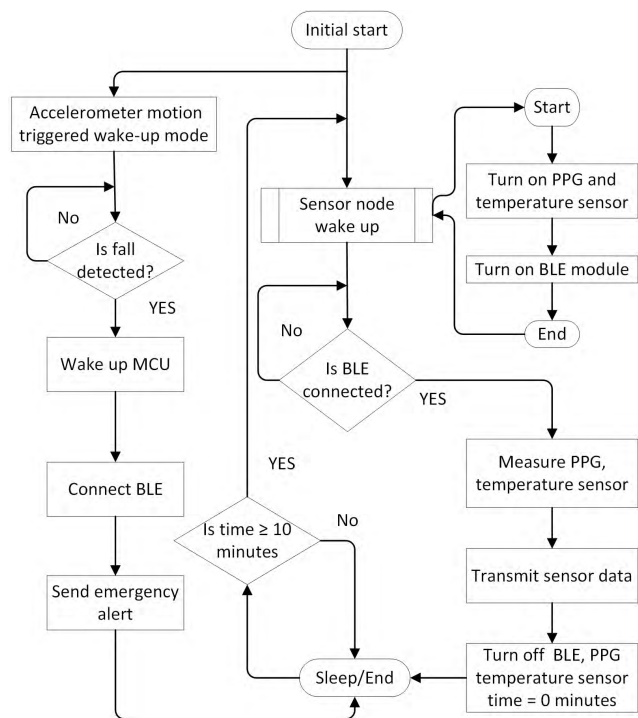 Initial start
Accelerometer motion
triggered wake-up mode
No
Is fall
detected?
YES
Wake up MCU
Connect BLE
Send emergency
alert
Sensor node
wake up
Start
Turn on PPG and
temperature sensor
Turn on BLE module
End
No
Is BLE
connected?
YES
Measure PPG,
temperature sensor
Transmit sensor data
Turn off BLE, PPG
temperature sensor
time = 0 minutes
YES
Is time ≥ 10
minutes
No
Sleep/End